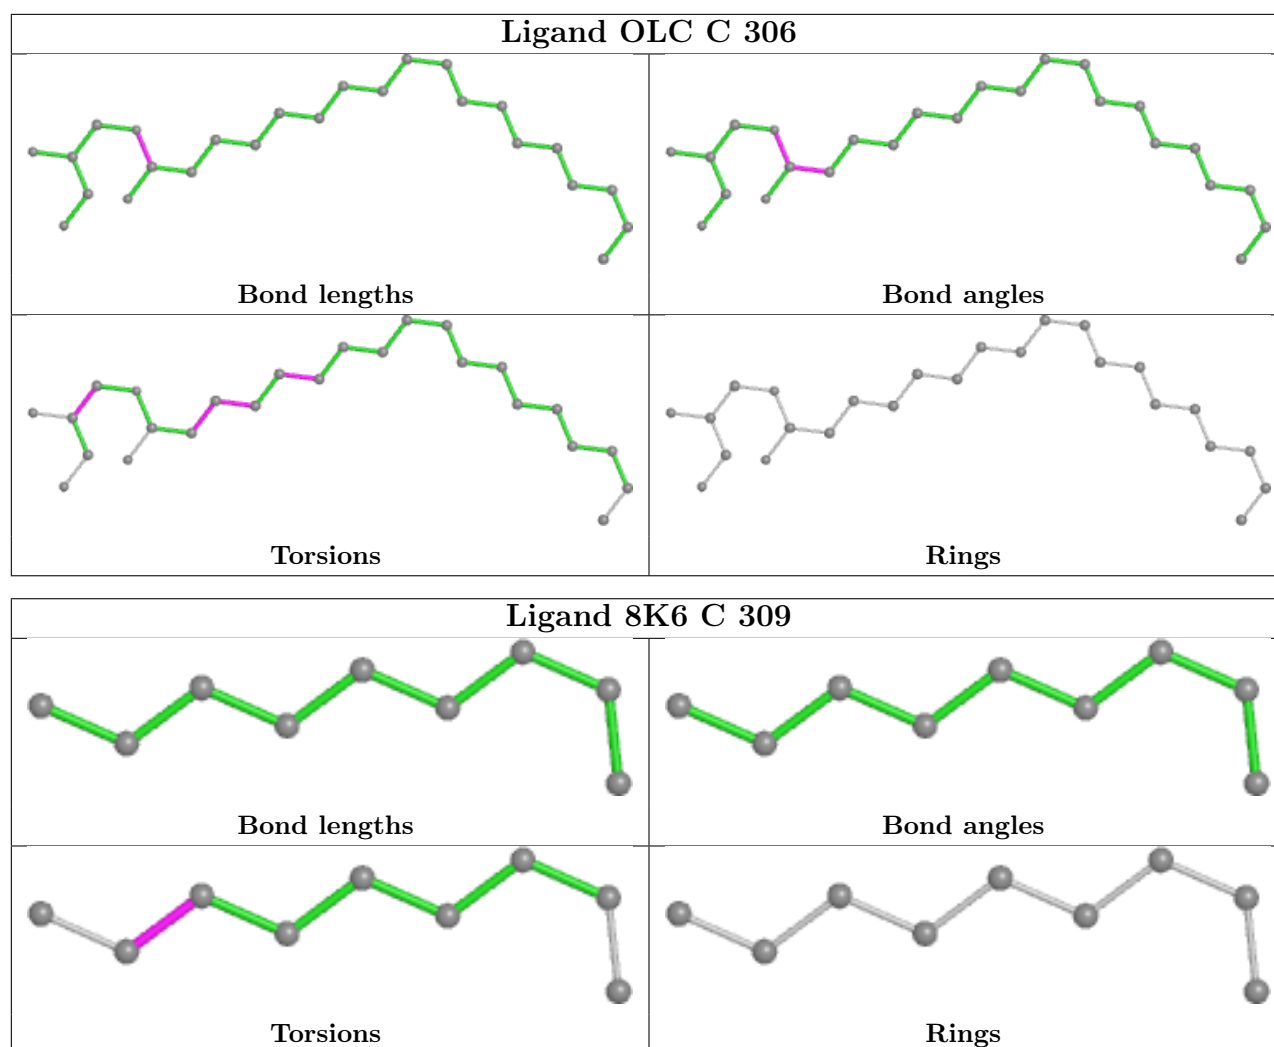 Ligand OLC C 306
Bond lengths
Bond angles
Torsions
Rings
Ligand 8K6 C 309
Bond lengths
Bond angles
Torsions
Rings